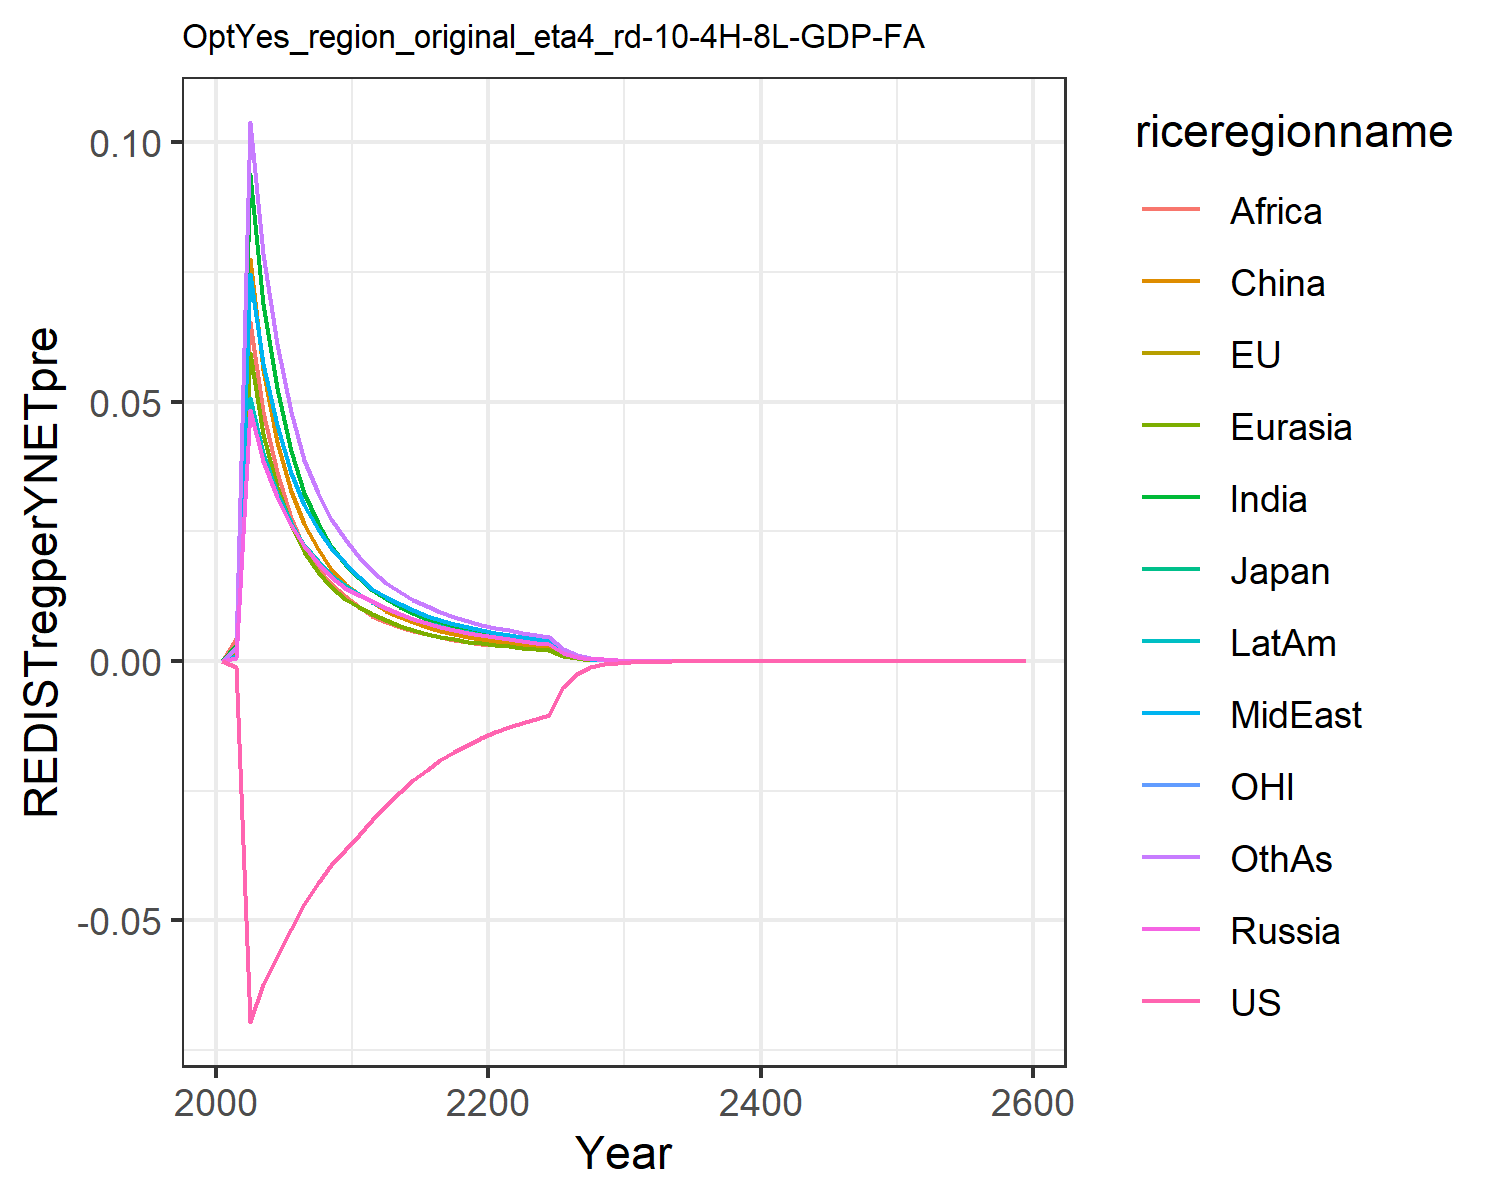 OptYes_region_original_eta4_rd-10-4H-8L-GDP-FA
REDISTregperYNETpre
0.10
0.05
0.00
-0.05
2000
2200
2400
2600
Year
riceregionname
Africa
China
EU
Eurasia
India
Japan
LatAm
MidEast
OHI
OthAs
Russia
US